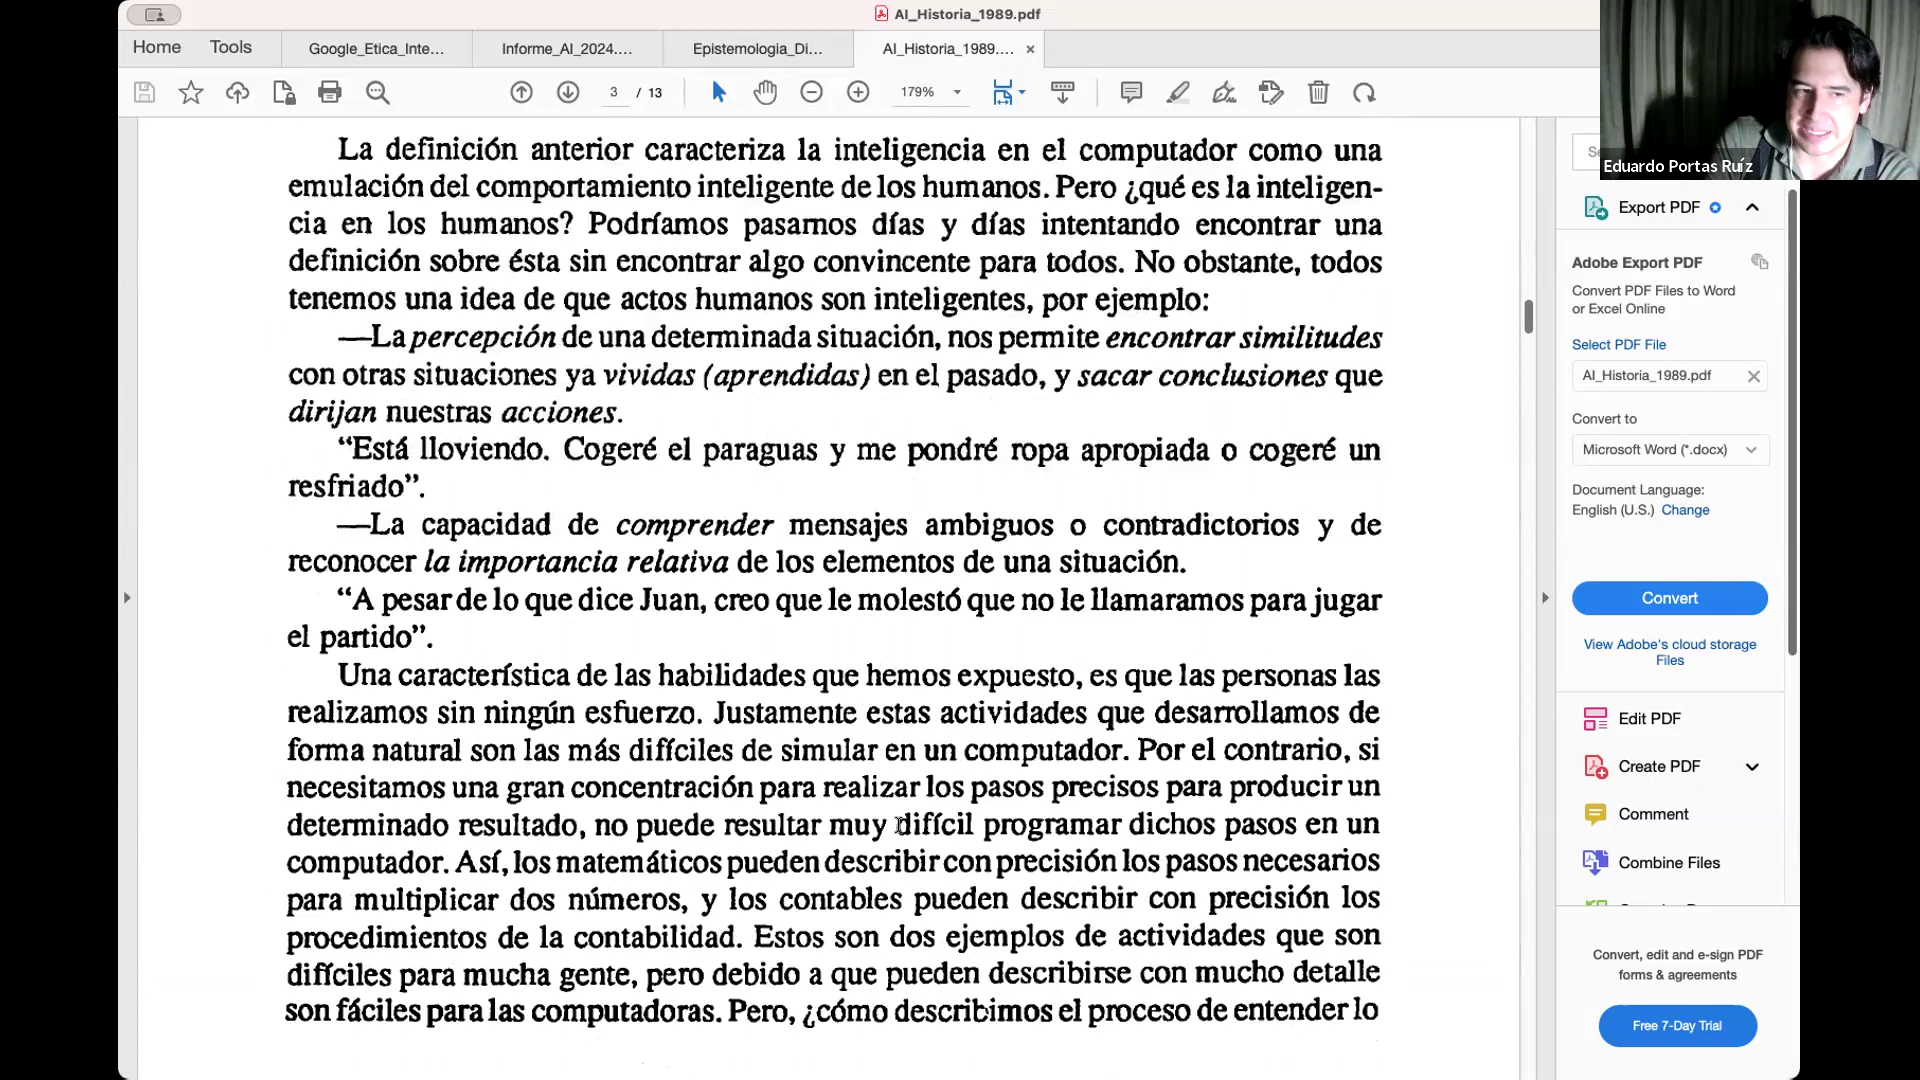 AI_Historia_1989.pdf
Home
Tools
Google_Etica_Inte...
Informe_AI_2024....
Epistemologia_Di...
AI_Historia_1989....
3 / 13
179%
Eduardo Portas Ruíz
La definición anterior caracteriza la inteligencia en el computador como una
emulación del comportamiento inteligente de los humanos. Pero ¿qué es la inteligen-
cia en los humanos? Podríamos pasarnos días y días intentando encontrar una
definición sobre ésta sin encontrar algo convincente para todos. No obstante, todos
tenemos una idea de que actos humanos son inteligentes, por ejemplo:
—La percepción de una determinada situación, nos permite encontrar similitudes
con otras situaciones ya vividas (aprendidas) en el pasado, y sacar conclusiones que
dirijan nuestras acciones.
“Está lloviendo. Cogeré el paraguas y me pondré ropa apropiada o cogeré un
resfriado”.
—La capacidad de comprender mensajes ambiguos o contradictorios y de
reconocer la importancia relativa de los elementos de una situación.
“A pesar de lo que dice Juan, creo que le molestó que no le llamaramos para jugar
el partido”.
Una característica de las habilidades que hemos expuesto, es que las personas las
realizamos sin ningún esfuerzo. Justamente estas actividades que desarrollamos de
forma natural son las más difíciles de simular en un computador. Por el contrario, si
necesitamos una gran concentración para realizar los pasos precisos para producir un
determinado resultado, no puede resultar muy difícil programar dichos pasos en un
computador. Así, los matemáticos pueden describir con precisión los pasos necesarios
para multiplicar dos números, y los contables pueden describir con precisión los
procedimientos de la contabilidad. Estos son dos ejemplos de actividades que son
difíciles para mucha gente, pero debido a que pueden describirse con mucho detalle
son fáciles para las computadoras. Pero, ¿cómo describimos el proceso de entender lo
Export PDF
Adobe Export PDF
Convert PDF Files to Word
or Excel Online
Select PDF File
AI_Historia_1989.pdf
Convert to
Microsoft Word (*.docx)
Document Language:
English (U.S.) Change
Convert
View Adobe's cloud storage
Files
Edit PDF
Create PDF
Comment
Combine Files
Convert, edit and e-sign PDF
forms & agreements
Free 7-Day Trial